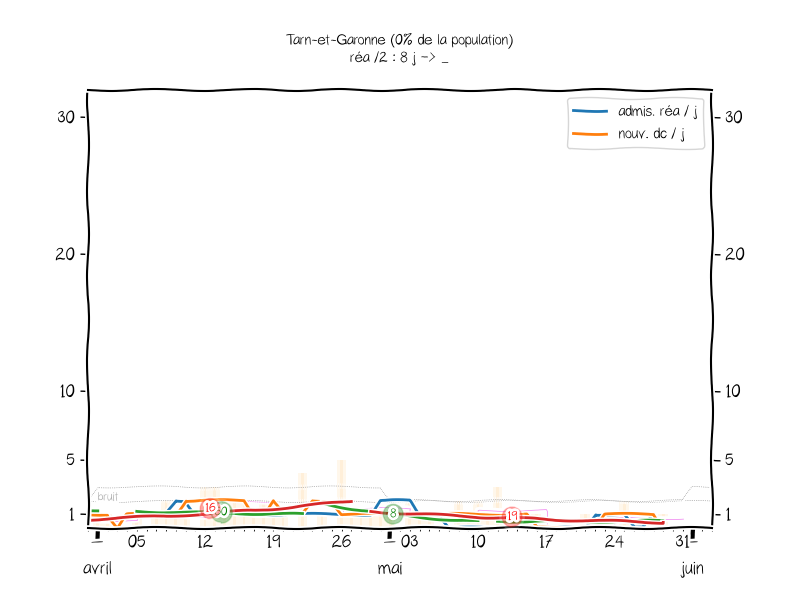 Tarn-et-Garonne (0% de la population)
réa /2 : 8 j -> _
admis. réa / j
nouv. dc / j
30
20
10
5
1
30
20
10
5
1
bruit
16
0
8
19
05
12
19
26
03
10
17
24
31
avril
mai
juin